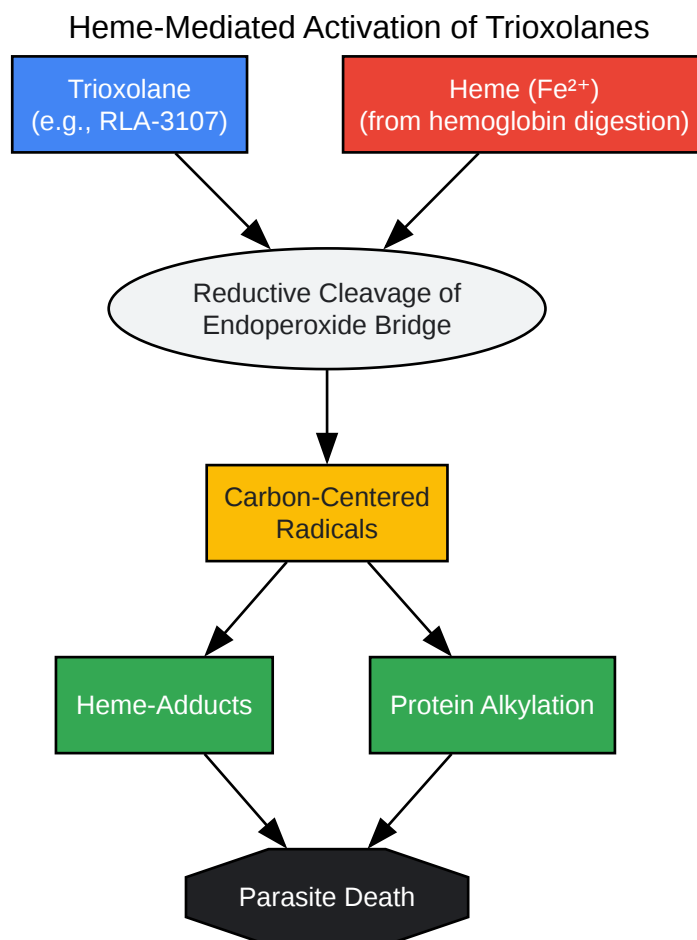 Heme-Mediated Activation of Trioxolanes
Trioxolane
(e.g., RLA-3107)
Heme (Fe²⁺)
(from hemoglobin digestion)
Reductive Cleavage of
Endoperoxide Bridge
Carbon-Centered
Radicals
Heme-Adducts
Protein Alkylation
Parasite Death